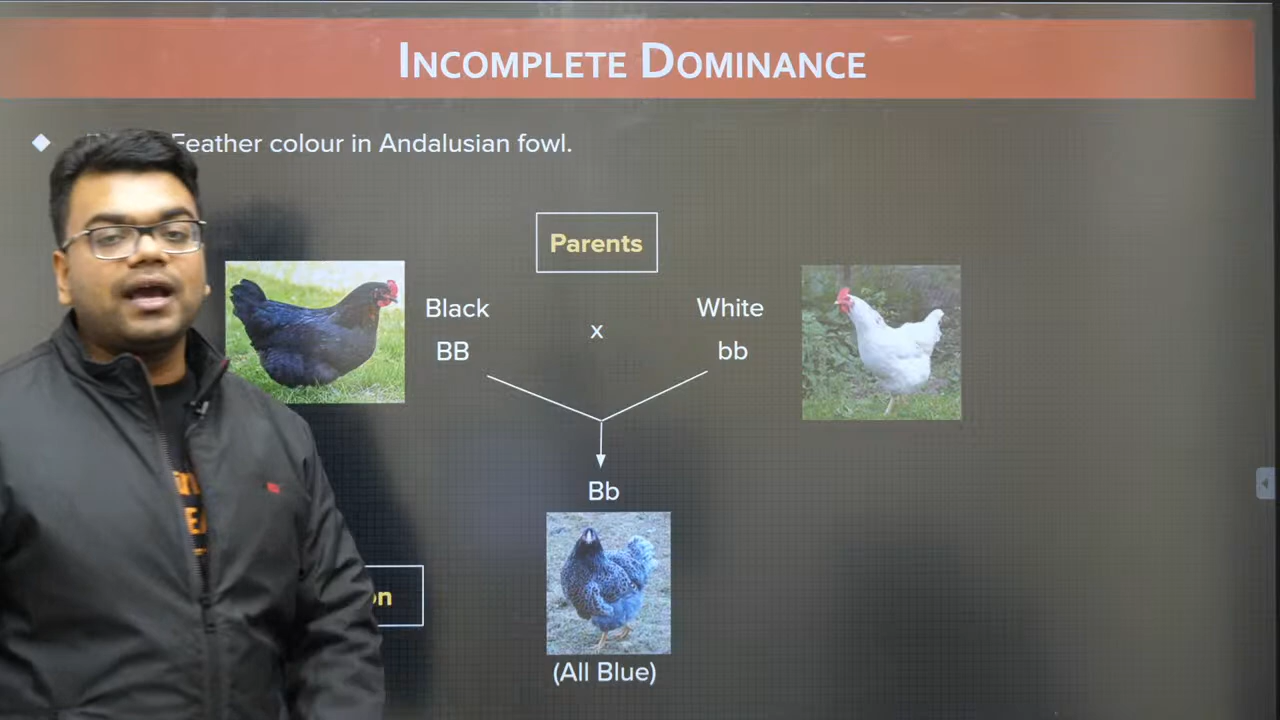 INCOMPLETE DOMINANCE
Feather colour in Andalusian fowl.
Parents
Black
White
x
BB
bb
Bb
(All Blue)